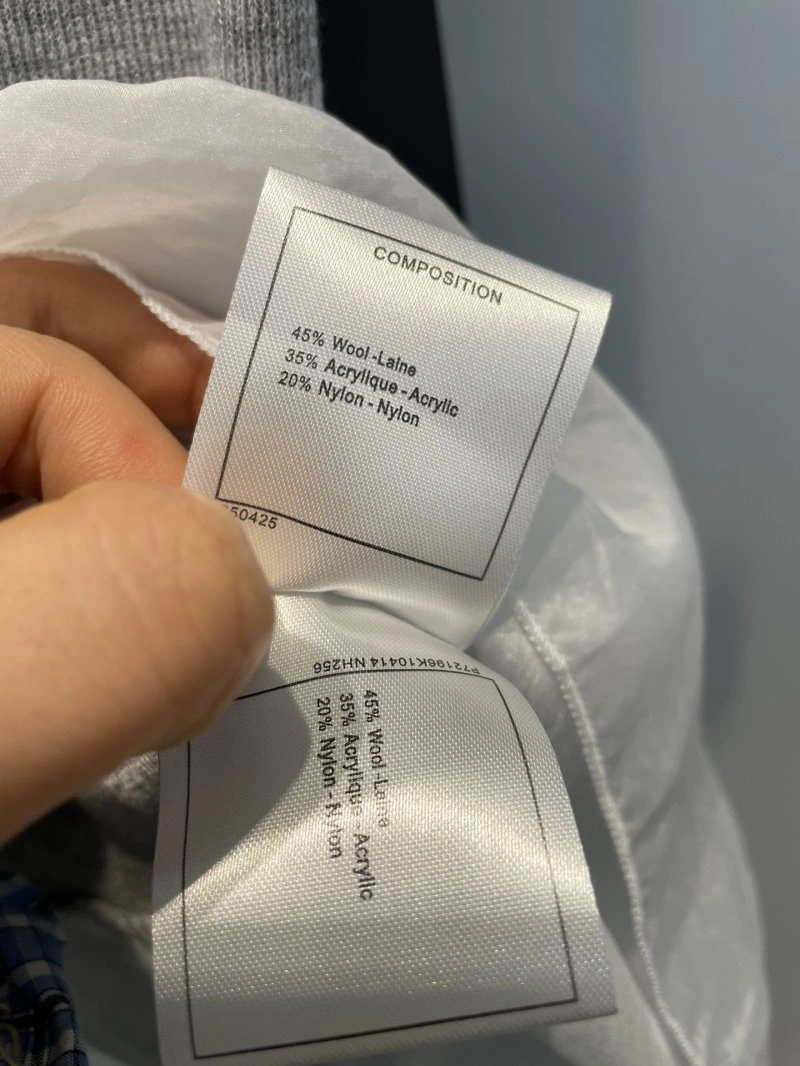 COMPOSITION
45% Wool - Laine
35% Acrylique - Acrylic
20% Nylon - Nylon
50425
P72196K10414 NH256
45% Wool - Laine
35% Acrylique - Acrylic
20% Nylon - Nylon